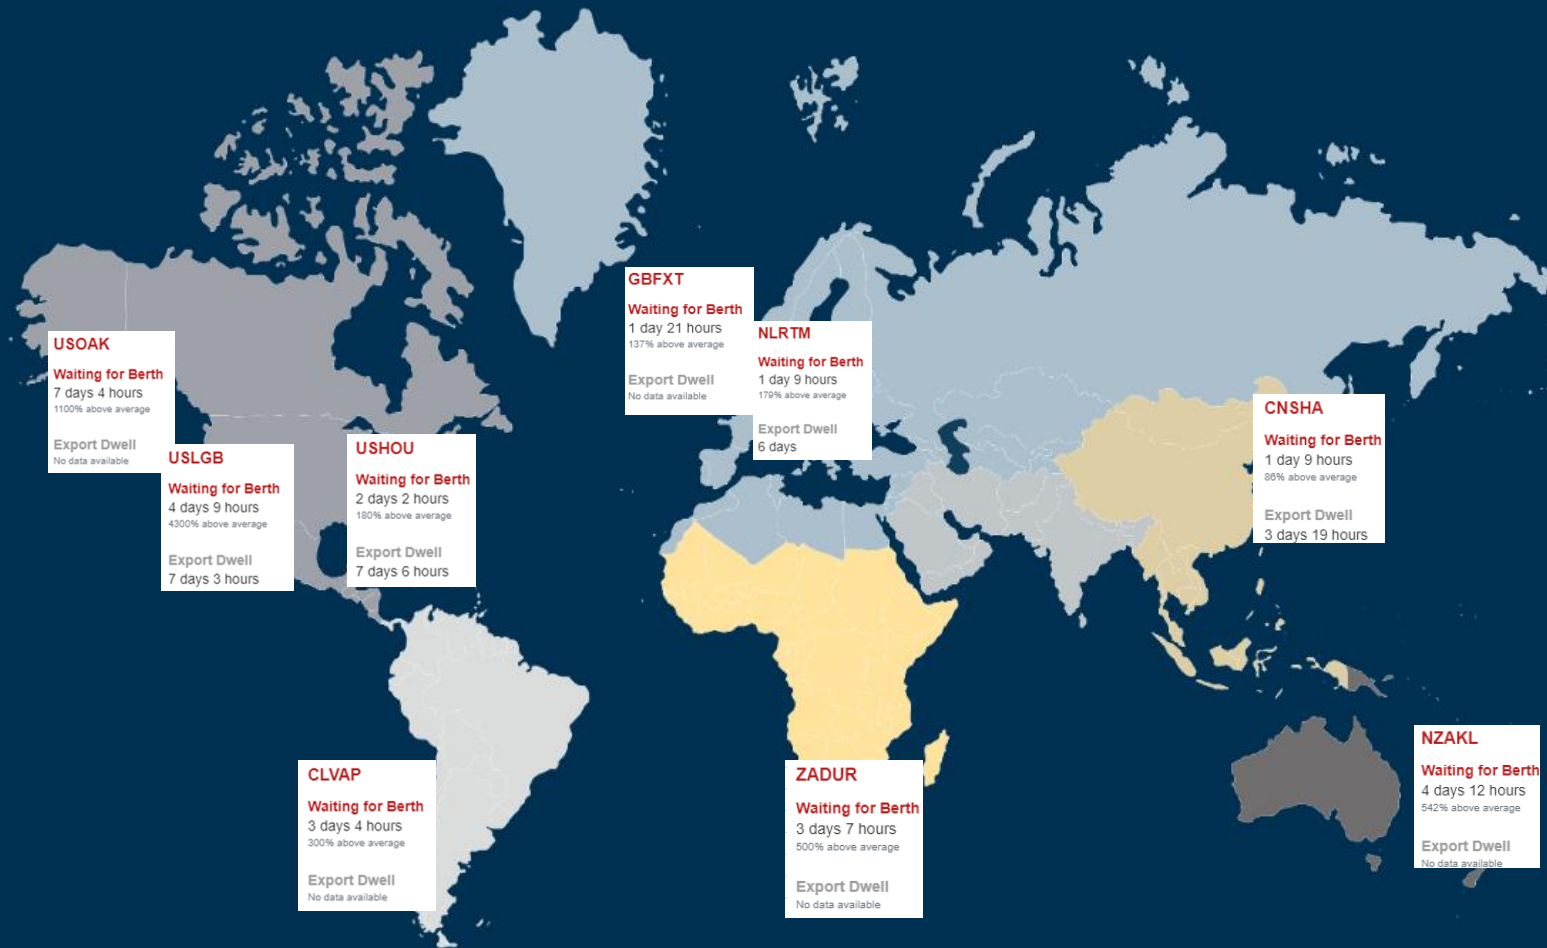 GBFXT
Waiting for Berth
1 day 21 hours
137% above average
Export Dwell
No data available
NLRTM
Waiting for Berth
1 day 9 hours
179% above average
Export Dwell
6 days
USOAK
Waiting for Berth
7 days 4 hours
1100% above average
Export Dwell
No data available
USLGB
Waiting for Berth
4 days 9 hours
4300% above average
Export Dwell
7 days 3 hours
USHOU
Waiting for Berth
2 days 2 hours
180% above average
Export Dwell
7 days 6 hours
CNSHA
Waiting for Berth
1 day 9 hours
86% above average
Export Dwell
3 days 19 hours
CLVAP
Waiting for Berth
3 days 4 hours
300% above average
Export Dwell
No data available
ZADUR
Waiting for Berth
3 days 7 hours
500% above average
Export Dwell
No data available
NZAKL
Waiting for Berth
4 days 12 hours
542% above average
Export Dwell
No data available